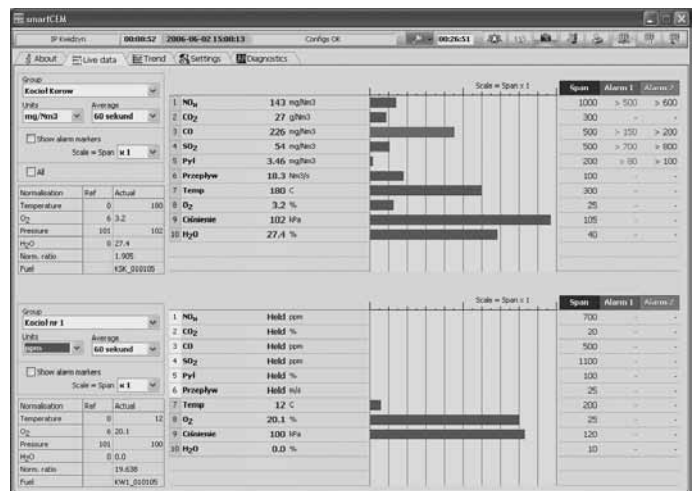 smartCEM
IP Kwidzyn 00:00:52 2006-06-02 15:00:13 Configs OK 00:26:51
About Live data Trend Settings Diagnostics
Group
Kocioł Korow
Units Average
mg/Nm3 60 sekund
Show alarm markers
Scale = Span x 1
All
Normalisation Ref Actual
Temperature 0 180
O2 6 3.2
Pressure 101 102
H2O 0 27.4
Norm. ratio 1.905
Fuel KSK_010105
Scale = Span x 1 Span Alarm 1 Alarm 2
1 NOx 143 mg/Nm3 1000 > 500 > 600
2 CO2 27 g/Nm3 300 - -
3 CO 226 mg/Nm3 500 > 150 > 200
4 SO2 54 mg/Nm3 500 > 700 > 800
5 Pył 3.46 mg/Nm3 200 > 80 > 100
6 Przepływ 18.3 Nm3/s 100 - -
7 Temp 180 C 300 - -
8 O2 3.2 % 25 - -
9 Ciśnienie 102 kPa 105 - -
10 H2O 27.4 % 40 - -
Group
Kocioł nr 1
Units Average
ppm 60 sekund
Show alarm markers
Scale = Span x 1
Normalisation Ref Actual
Temperature 0 12
O2 6 20.1
Pressure 101 100
H2O 0 0.0
Norm. ratio 19.638
Fuel KW1_010105
Scale = Span x 1 Span Alarm 1 Alarm 2
1 NOx Held ppm 700 - -
2 CO2 Held % 20 - -
3 CO Held ppm 500 - -
4 SO2 Held ppm 1100 - -
5 Pył Held % 100 - -
6 Przepływ Held m/s 25 - -
7 Temp 12 C 200 - -
8 O2 20.1 % 25 - -
9 Ciśnienie 100 kPa 120 - -
10 H2O 0.0 % 10 - -